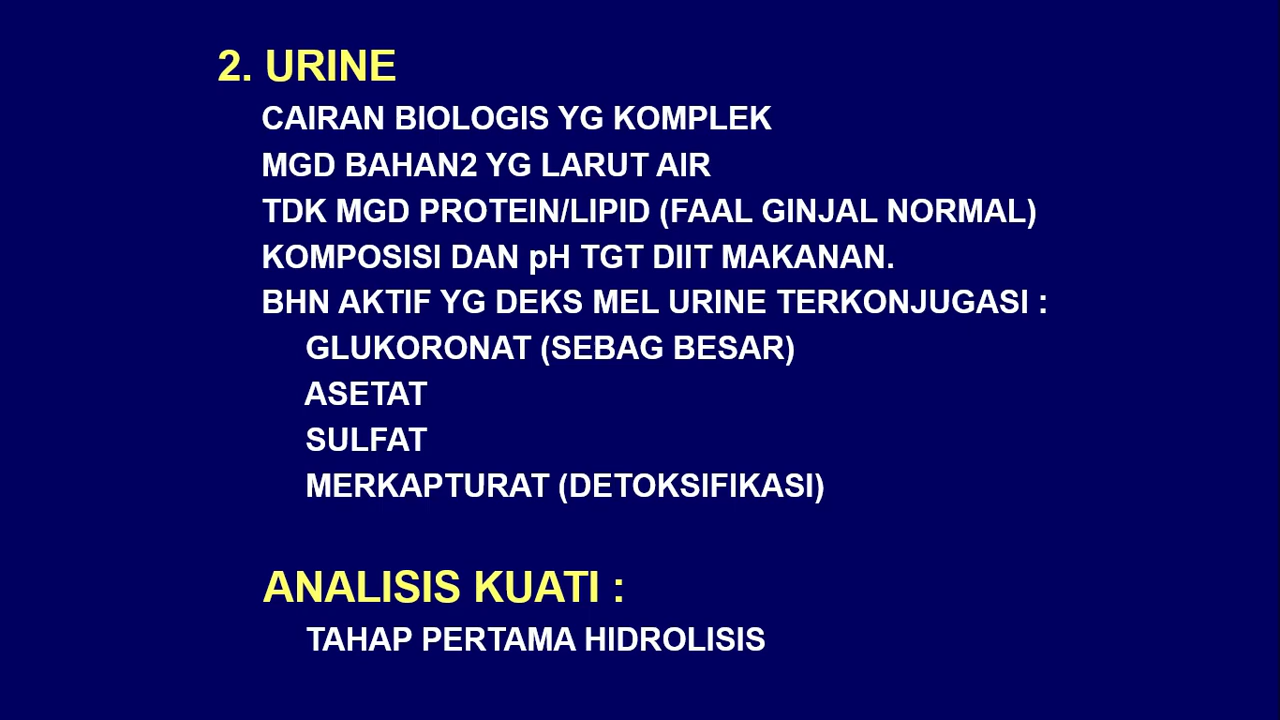 2. URINE
CAIRAN BIOLOGIS YG KOMPLEK
MGD BAHAN2 YG LARUT AIR
TDK MGD PROTEIN/LIPID (FAAL GINJAL NORMAL)
KOMPOSISI DAN pH TGT DIIT MAKANAN.
BHN AKTIF YG DEKS MEL URINE TERKONJUGASI :
GLUKORONAT (SEBAG BESAR)
ASETAT
SULFAT
MERKAPTURAT (DETOKSIFIKASI)
ANALISIS KUATI :
TAHAP PERTAMA HIDROLISIS